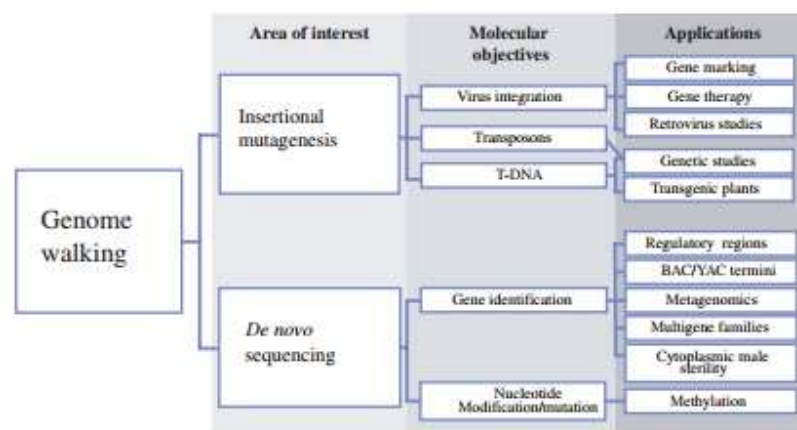 Area of interest
Molecular
objectives
Applications
Genome
walking
Insertional
mutagenesis
Virus integration
Transposons
T-DNA
Gene marking
Gene therapy
Retrovirus studies
Genetic studies
Transgenic plants
De novo
sequencing
Gene identification
Nucleotide
Modification/mutation
Regulatory regions
BAC/YAC termini
Metagenomics
Multigene families
Cytoplasmic male
sterility
Methylation